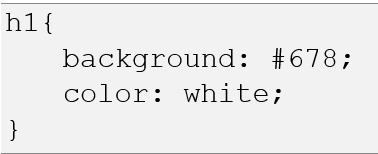 h1{
    background: #678;
    color: white;
}